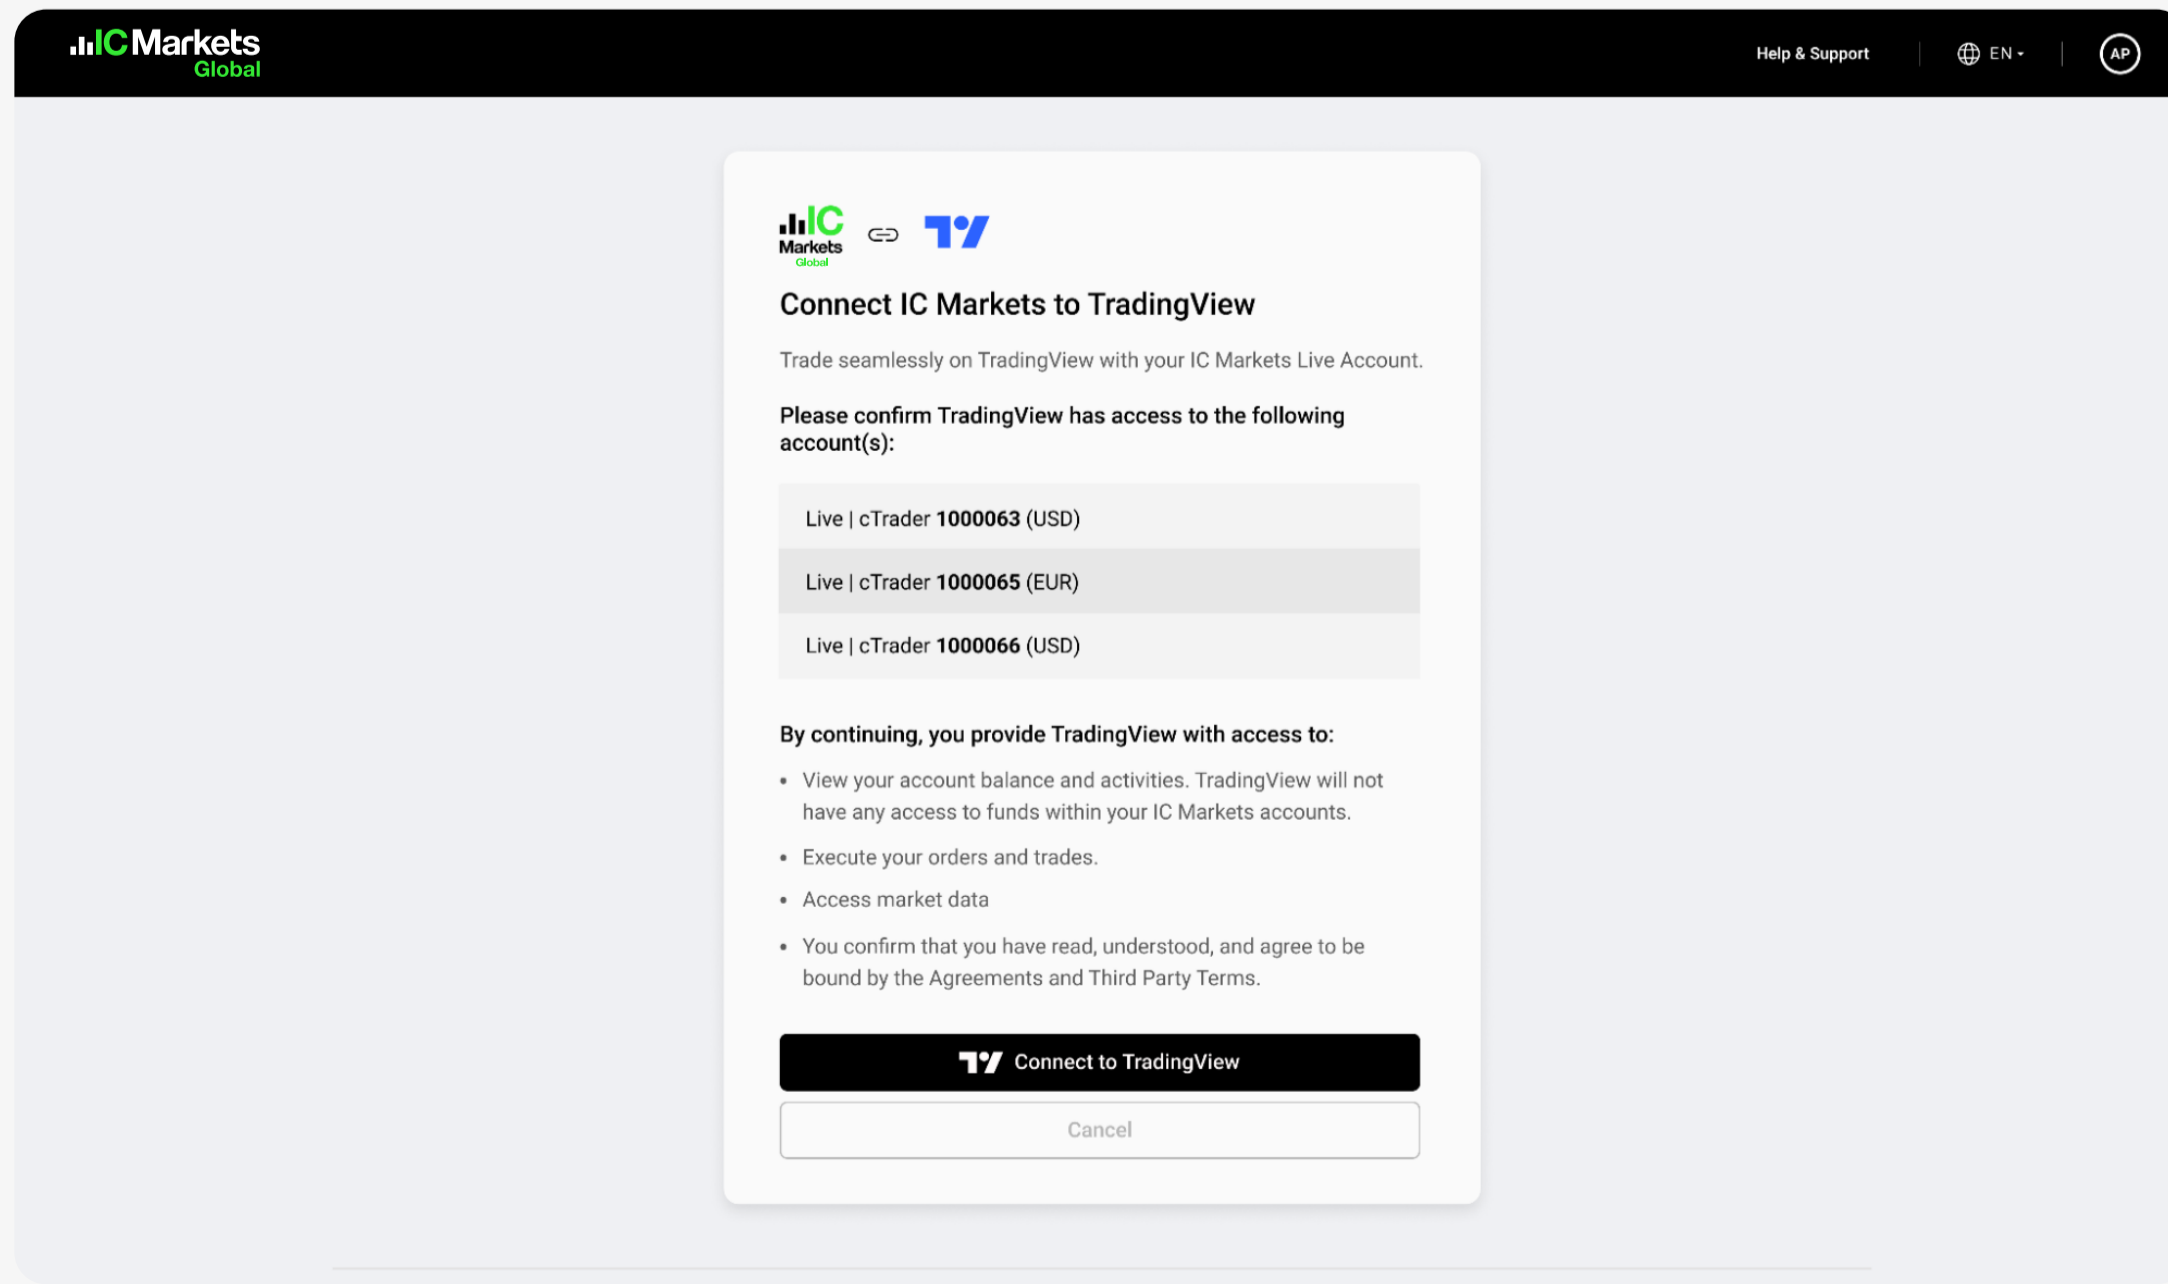 IC Markets
Global
Help & Support
EN
AP
IC
Markets
Global
Connect IC Markets to TradingView
Trade seamlessly on TradingView with your IC Markets Live Account.
Please confirm TradingView has access to the following
account(s):
Live | cTrader 1000063 (USD)
Live | cTrader 1000065 (EUR)
Live | cTrader 1000066 (USD)
By continuing, you provide TradingView with access to:
• View your account balance and activities. TradingView will not
have any access to funds within your IC Markets accounts.
• Execute your orders and trades.
• Access market data
• You confirm that you have read, understood, and agree to be
bound by the Agreements and Third Party Terms.
Connect to TradingView
Cancel